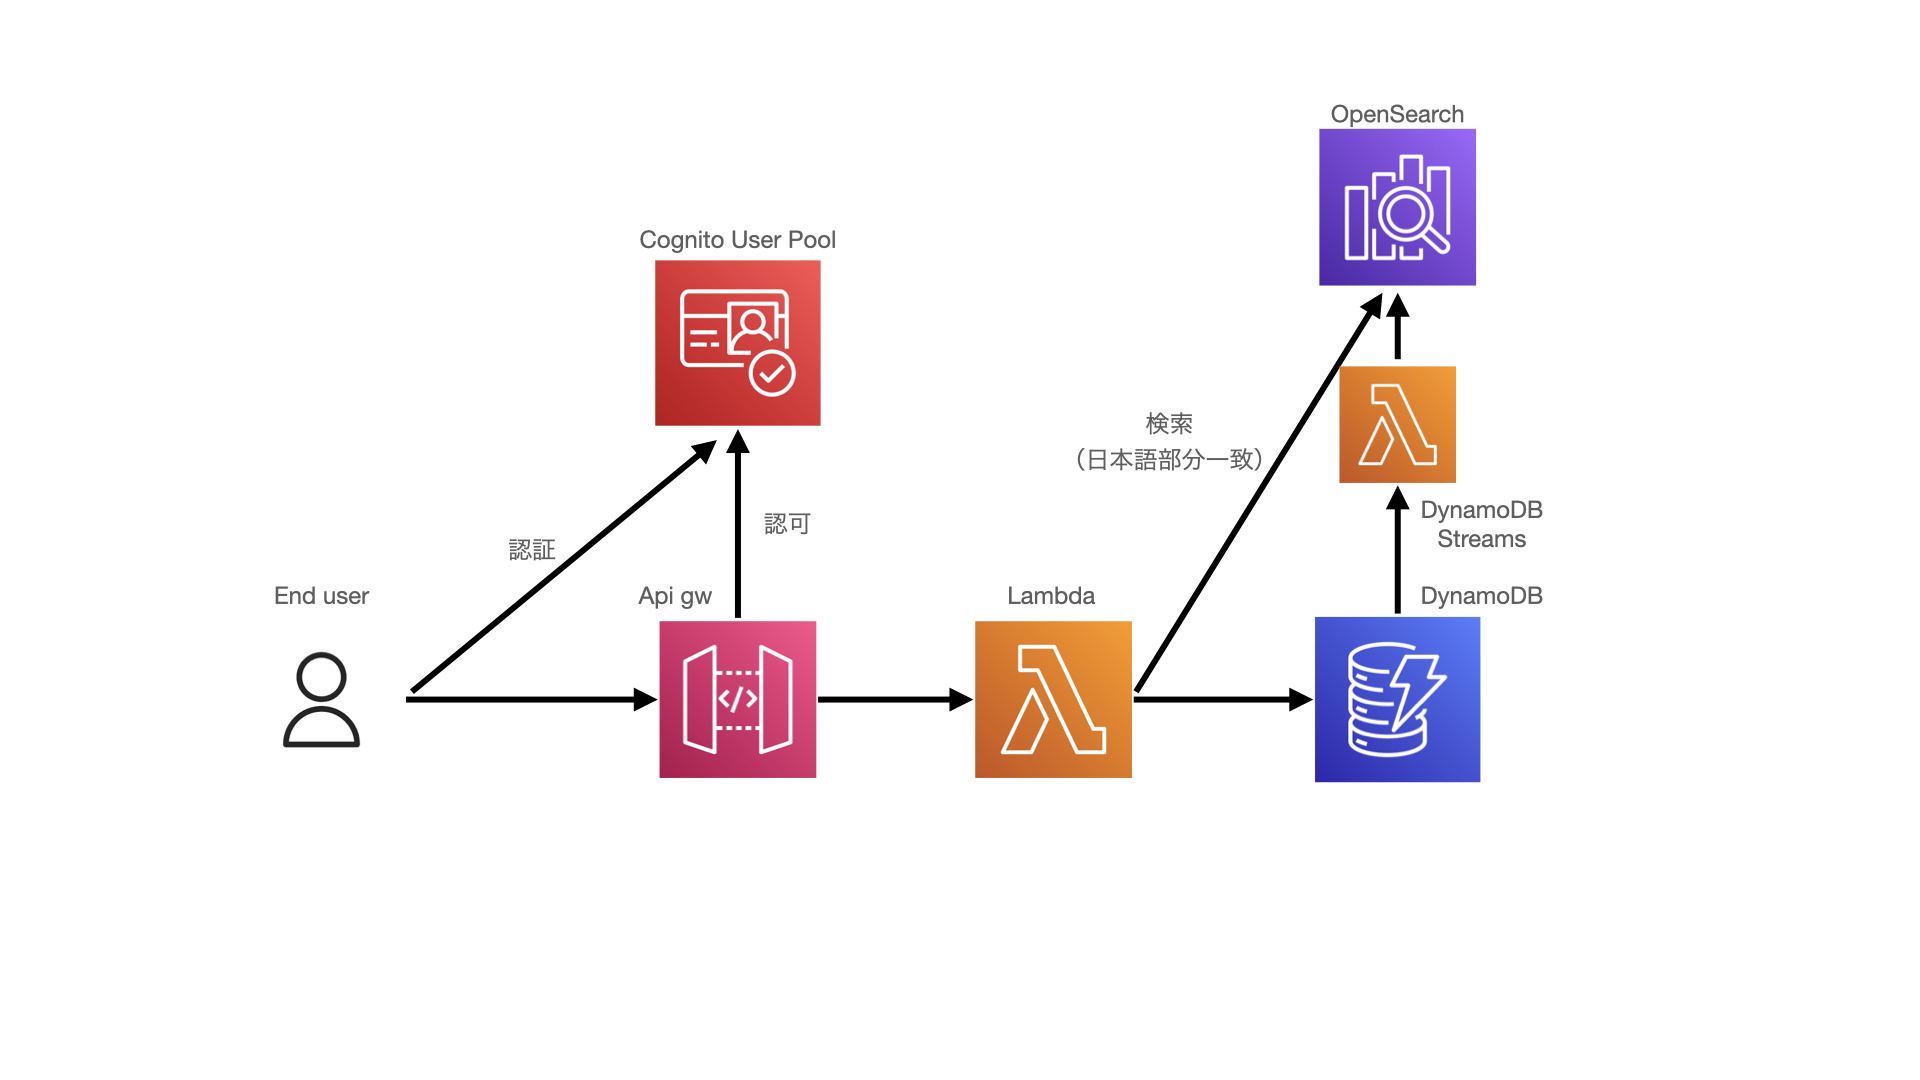 OpenSearch
Cognito User Pool
検索
（日本語部分一致）
認可
DynamoDB
Streams
認証
End user
Api gw
Lambda
DynamoDB